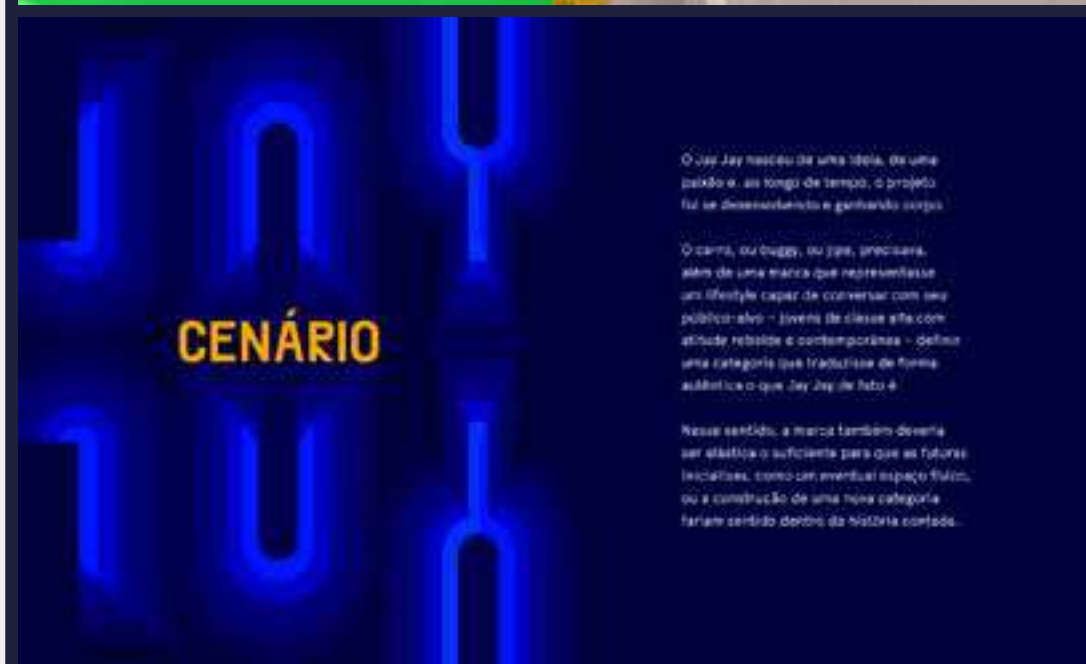 CENÁRIO
O Jay Jay nasceu de uma ideia, de uma
paixão e, ao longo de tempo, o projeto
foi se desenvolvendo e ganhando corpo.
O carro, ou buggy, ou jipe, precisava,
além de uma marca que representasse
um lifestyle capaz de conversar com seu
público-alvo – jovens de classe alta com
atitude rebelde e contemporânea – definir
uma categoria que traduzisse de forma
autêntica o que Jay Jay de fato é.
Nesse sentido, a marca também deveria
ser elástica o suficiente para que as futuras
iniciativas, como um eventual espaço físico,
ou a construção de uma nova categoria
fariam sentido dentro da história contada.